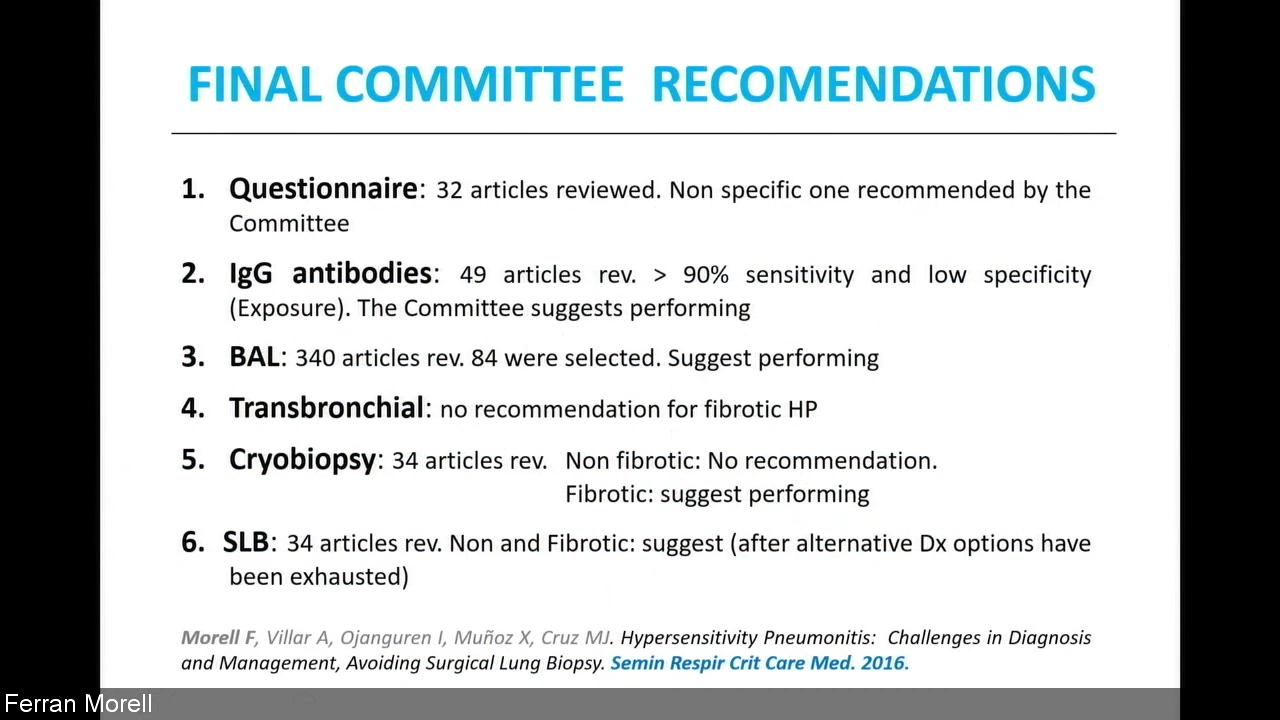 FINAL COMMITTEE RECOMENDATIONS
1. Questionnaire: 32 articles reviewed. Non specific one recommended by the
Committee
2. IgG antibodies: 49 articles rev. > 90% sensitivity and low specificity
(Exposure). The Committee suggests performing
3. BAL: 340 articles rev. 84 were selected. Suggest performing
4. Transbronchial: no recommendation for fibrotic HP
5. Cryobiopsy: 34 articles rev. Non fibrotic: No recommendation.
Fibrotic: suggest performing
6. SLB: 34 articles rev. Non and Fibrotic: suggest (after alternative Dx options have
been exhausted)
Morell F, Villar A, Ojanguren I, Muñoz X, Cruz MJ. Hypersensitivity Pneumonitis: Challenges in Diagnosis
and Management, Avoiding Surgical Lung Biopsy. Semin Respir Crit Care Med. 2016.
Ferran Morell